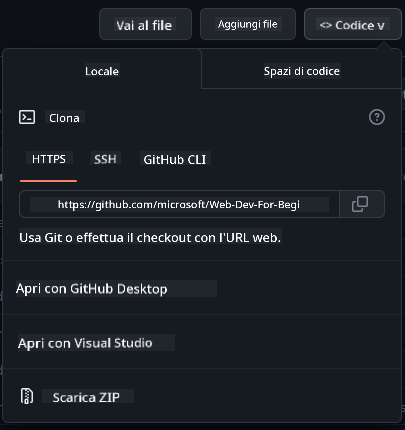 Vai al file
Aggiungi file
<> Codice v
Locale
Spazi di codice
Clona
?
HTTPS
SSH
GitHub CLI
https://github.com/microsoft/Web-Dev-For-Begi
Usa Git o effettua il checkout con l'URL web.
Apri con GitHub Desktop
Apri con Visual Studio
Scarica ZIP